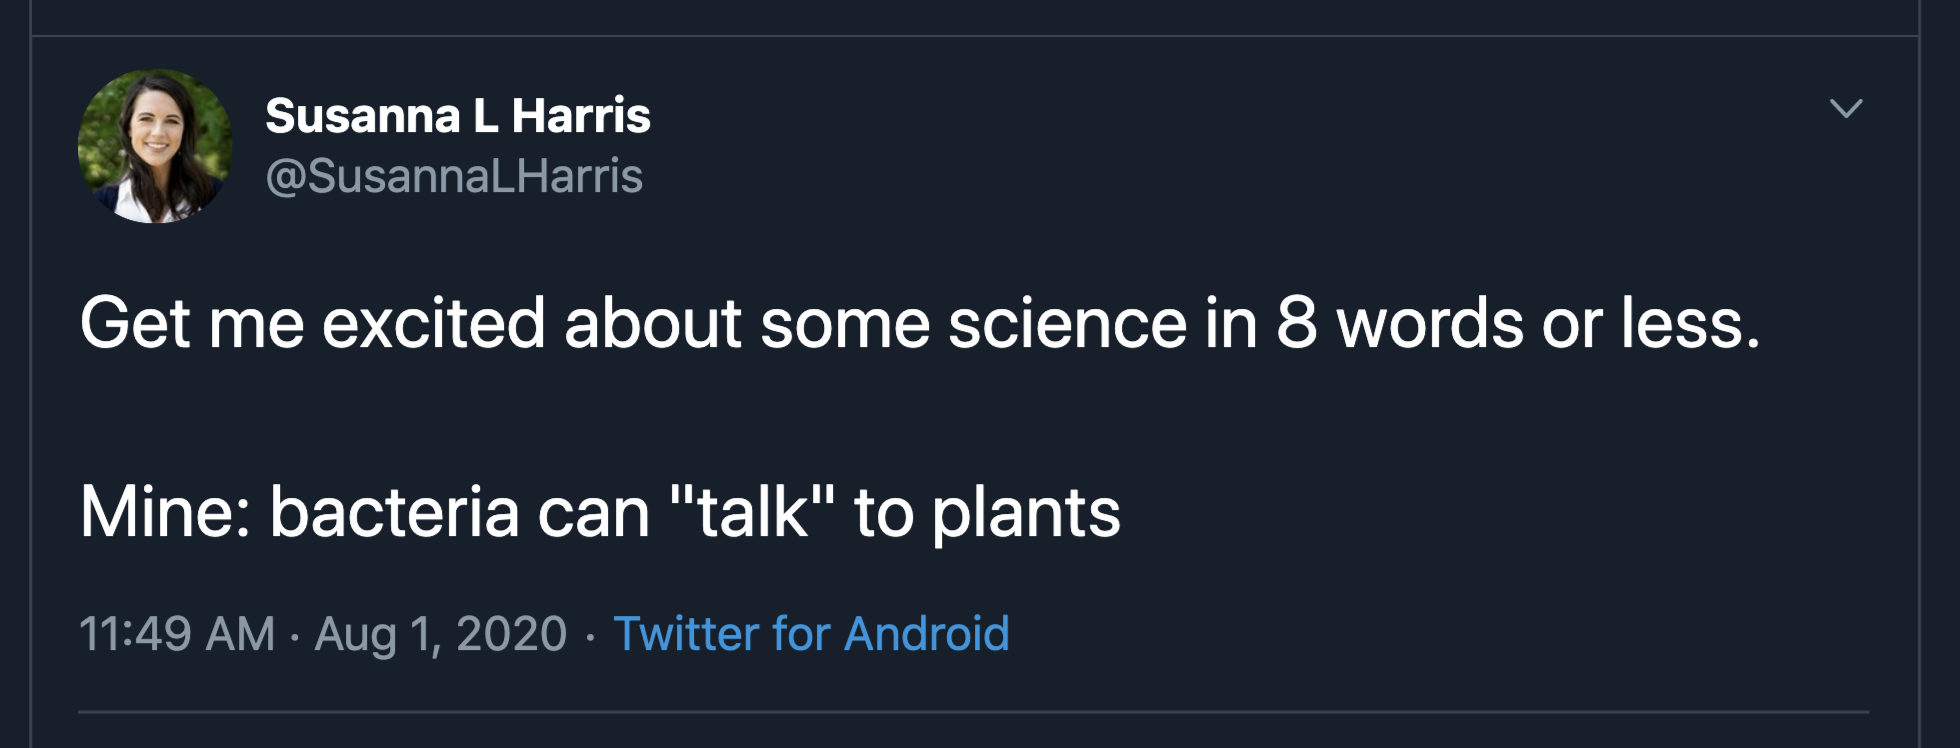 Susanna L Harris
@SusannaLHarris
Get me excited about some science in 8 words or less.
Mine: bacteria can "talk" to plants
11:49 AM · Aug 1, 2020 · Twitter for Android